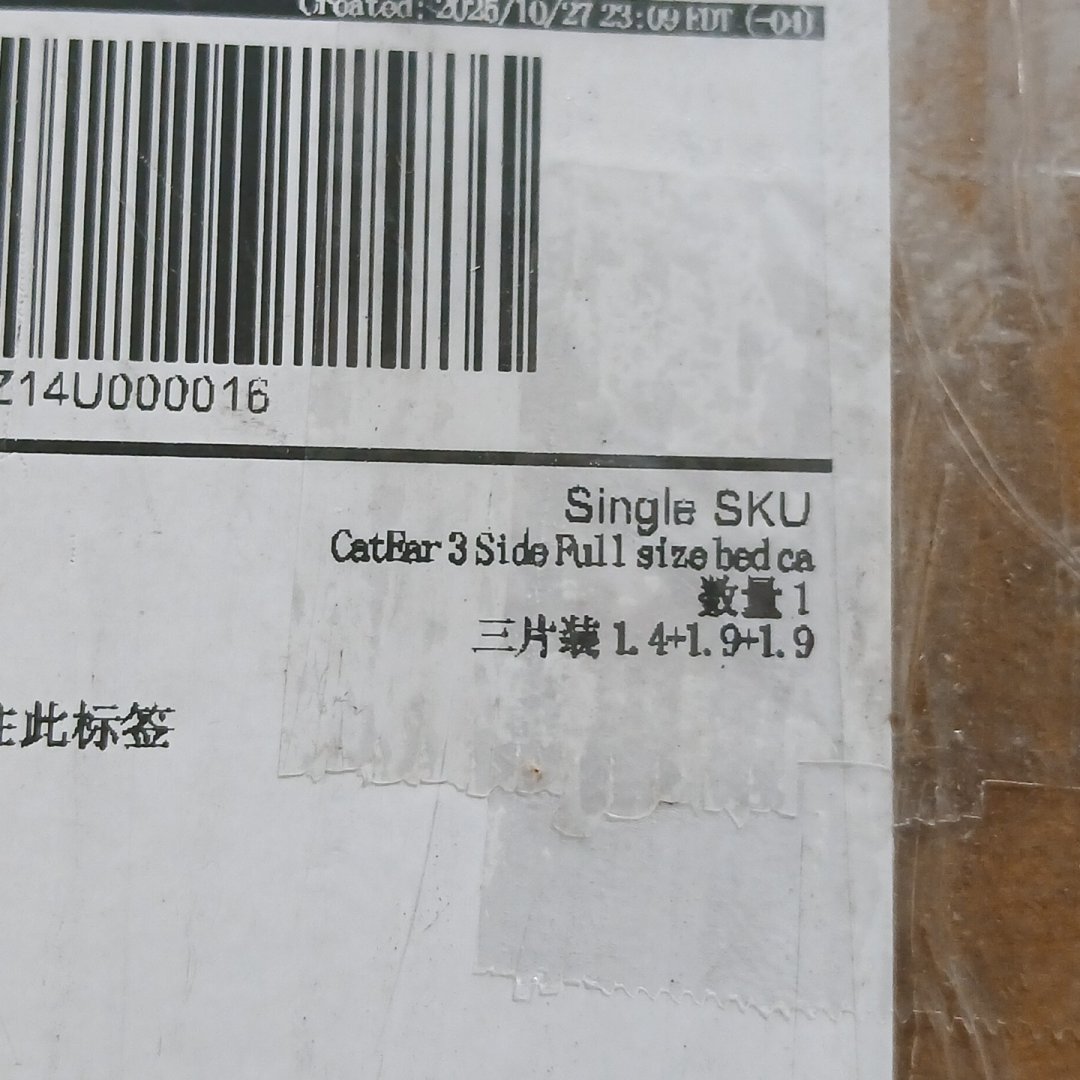 Created: 2025/10/27 23:09 EDT (-04)
Z14U000016
Single SKU
CatEar 3 Side Full size bed ca
数量 1
三片装 1.4+1.9+1.9
住此标签